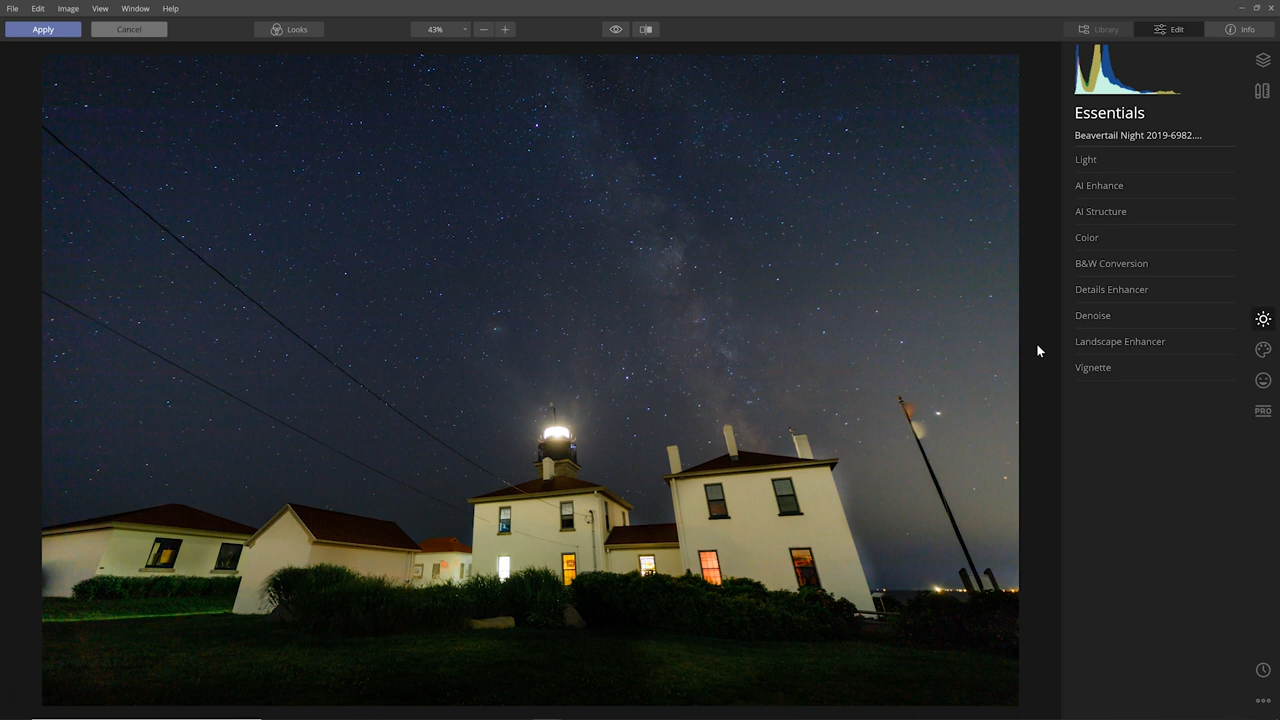 File Edit Image View Window Help
Apply Cancel Looks 43% Library Edit Info
Essentials
Beavertail Night 2019-6982....
Light
AI Enhance
AI Structure
Color
B&W Conversion
Details Enhancer
Denoise
Landscape Enhancer
Vignette
PRO